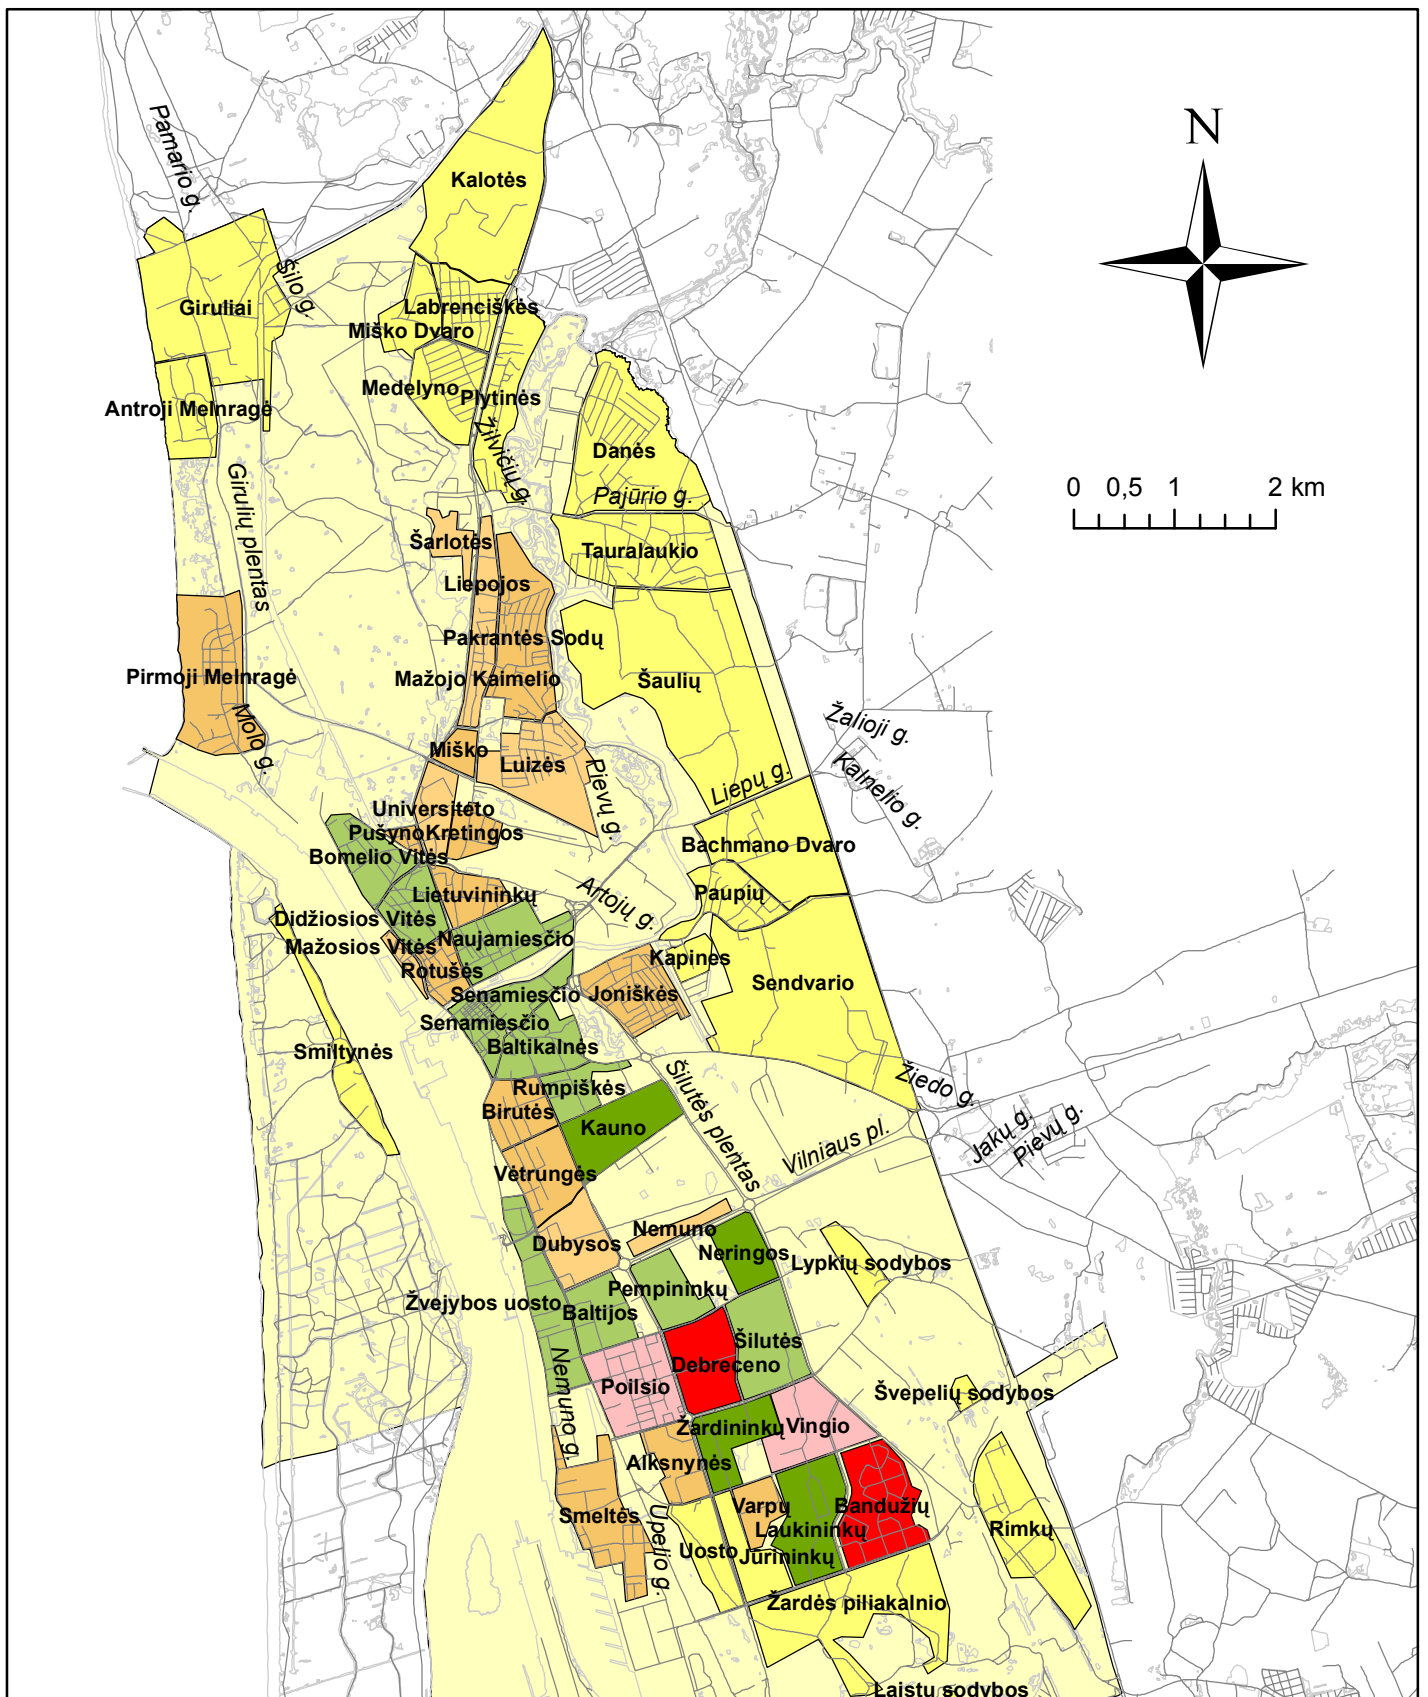 N
Pamario g.
Kalotės
Šilo g.
Giruliai
Labrenciškės
Miško Dvaro
Medelyno
Plytinės
Antroji Melnragė
Žilvičių g.
Danės
Girulių plentas
Pajūrio g.
0 0,5 1 2 km
Šarlotės
Tauralaukio
Liepojos
Pakrantės Sodų
Pirmoji Melnragė
Mažojo Kaimelio
Šaulių
Molo g.
Žalioji g.
Miško
Luizės
Pievų g.
Liepų g.
Kalnelio g.
Universiteto
Pušyno
Kretingos
Bomelio Vitės
Bachmano Dvaro
Lietuvininkų
Artojų g.
Paupių
Didžiosios Vitės
Mažosios Vitės
Naujamiesčio
Kapinės
Rotušės
Senamiesčio
Joniškės
Sendvario
Senamiesčio
Baltikalnės
Smiltynės
Rumpiškės
Šilutės plentas
Žiedo g.
Birutės
Kauno
Vilniaus pl.
Jakų g.
Pievų g.
Vėtrungės
Nemuno
Dubysos
Neringos
Lypkių sodybos
Pempininkų
Žvejybos uosto
Baltijos
Šilutės
Debreceno
Nemuno g.
Poilsio
Švepelių sodybos
Žardininkų
Vingio
Alksnynės
Smeltės
Varpų
Bandužių
Upelio g.
Laukininkų
Rimkų
Uosto
Jūrininkų
Žardės piliakalnio
Laistų sodybos